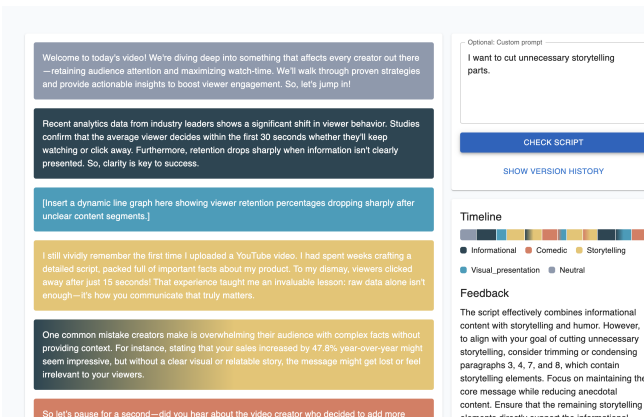 Welcome to today's video! We're diving deep into something that affects every creator out there
—retaining audience attention and maximizing watch-time. We'll walk through proven strategies
and provide actionable insights to boost viewer engagement. So, let's jump in!
Recent analytics data from industry leaders shows a significant shift in viewer behavior. Studies
confirm that the average viewer decides within the first 30 seconds whether they'll keep
watching or click away. Furthermore, retention drops sharply when information isn't clearly
presented. So, clarity is key to success.
[Insert a dynamic line graph here showing viewer retention percentages dropping sharply after
unclear content segments.]
I still vividly remember the first time I uploaded a YouTube video. I had spent weeks crafting a
detailed script, packed full of important facts about my product. To my dismay, viewers clicked
away after just 15 seconds! That experience taught me an invaluable lesson: raw data alone isn't
enough—it's how you communicate that truly matters.
One common mistake creators make is overwhelming their audience with complex facts without
providing context. For instance, stating that your sales increased by 47.8% year-over-year might
seem impressive, but without a clear visual or relatable story, the message might get lost or feel
irrelevant to your viewers.
So let's pause for a second—did you hear about the video creator who decided to add more
Optional: Custom prompt
I want to cut unnecessary storytelling
parts.
CHECK SCRIPT
SHOW VERSION HISTORY
Timeline
Informational Comedic Storytelling
Visual_presentation Neutral
Feedback
The script effectively combines informational
content with storytelling and humor. However,
to align with your goal of cutting unnecessary
storytelling, consider trimming or condensing
paragraphs 3, 4, 7, and 8, which contain
storytelling elements. Focus on maintaining the
core message while reducing anecdotal
content. Ensure that the remaining storytelling
elements directly support the informational